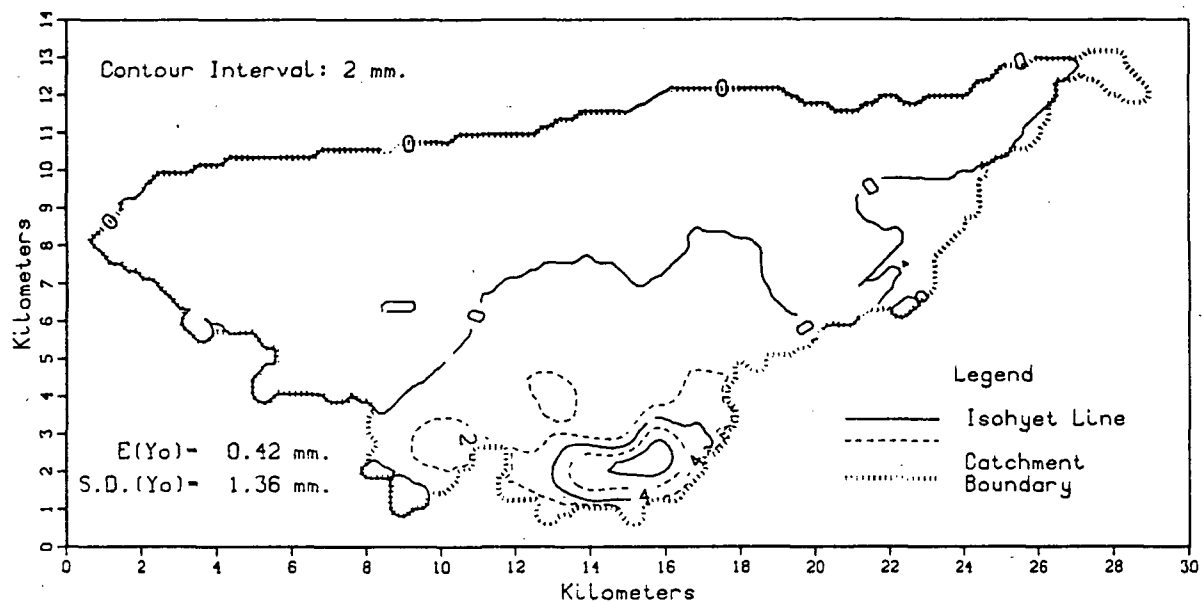 14
13
12
11
10
9
8
7
6
5
4
3
2
1
0
Kilometers
Contour Interval: 2 mm.
0
0
0
0
0
0
0
0
0
4
2
4
4
E(Yo)= 0.42 mm.
S.D.(Yo)= 1.36 mm.
Legend
Isohyet Line
Catchment
Boundary
0 2 4 6 8 10 12 14 16 18 20 22 24 26 28 30
Kilometers